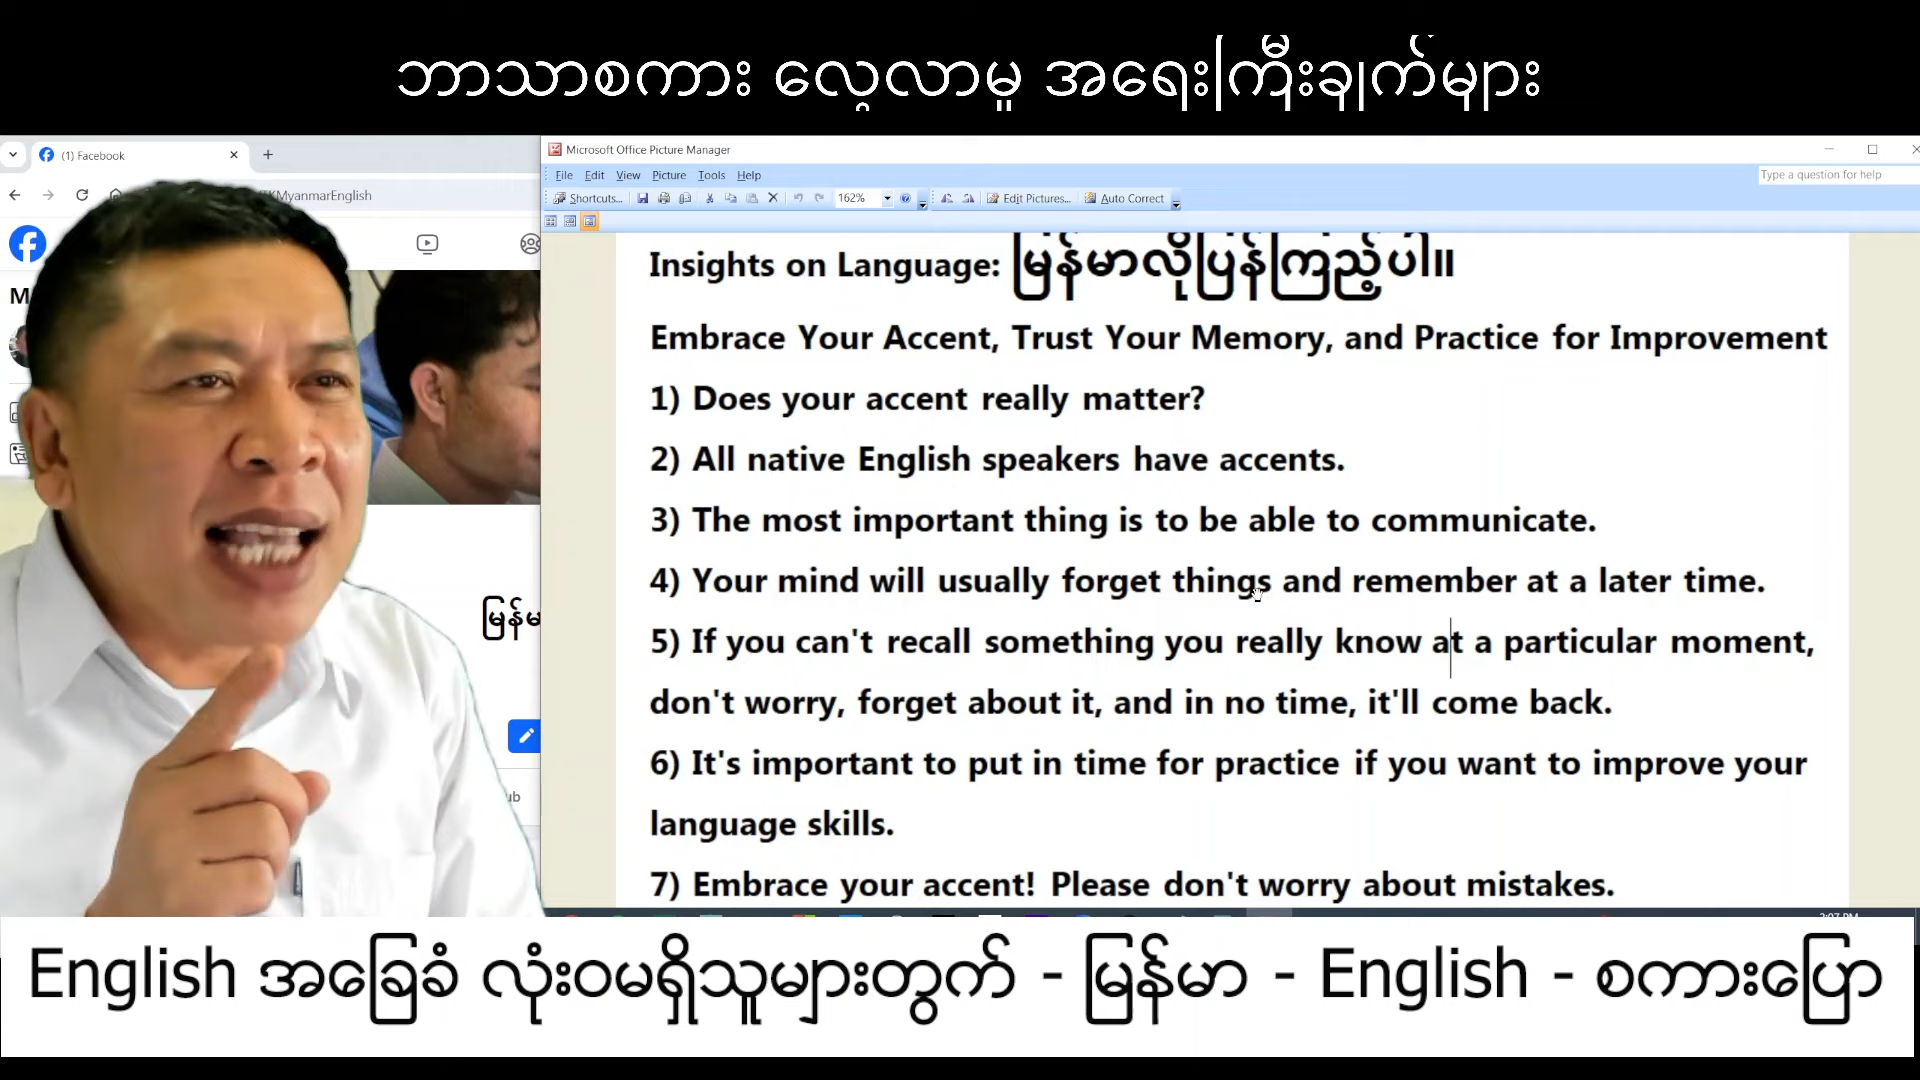 ဘာသာစကား လေ့လာမှု အရေးကြီးချက်များ
(1) Facebook
Microsoft Office Picture Manager
File Edit View Picture Tools Help
Type a question for help
KMyanmarEnglish
Shortcuts...
162%
Edit Pictures...
Auto Correct
Insights on Language: မြန်မာလိုပြန်ကြည့်ပါ။
Embrace Your Accent, Trust Your Memory, and Practice for Improvement
1) Does your accent really matter?
2) All native English speakers have accents.
3) The most important thing is to be able to communicate.
4) Your mind will usually forget things and remember at a later time.
5) If you can't recall something you really know at a particular moment,
don't worry, forget about it, and in no time, it'll come back.
6) It's important to put in time for practice if you want to improve your
language skills.
7) Embrace your accent! Please don't worry about mistakes.
English အခြေခံ လုံးဝမရှိသူများတွက် - မြန်မာ - English - စကားပြော